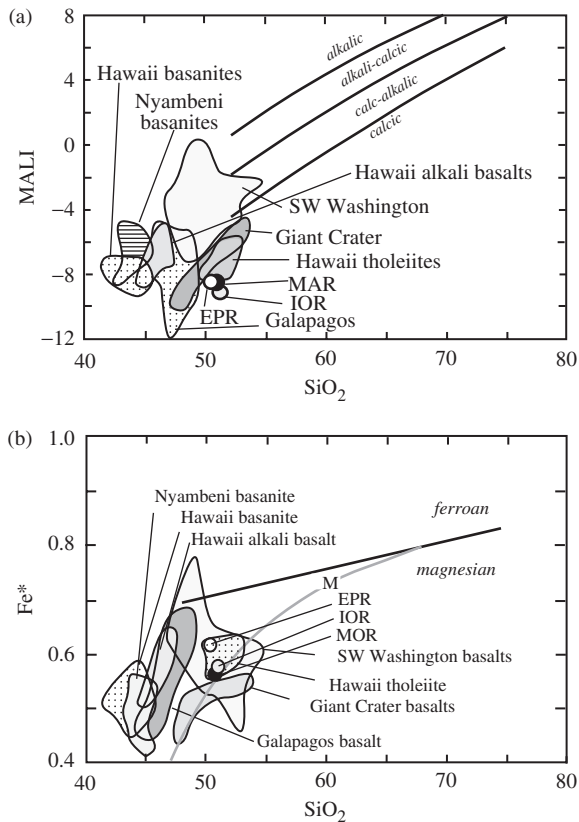 (a)
8
4
0
−4
−8
−12
MALI
alkalic
alkali-calcic
calc-alkalic
calcic
Hawaii basanites
Nyambeni
basanites
Hawaii alkali basalts
SW Washington
Giant Crater
Hawaii tholeiites
MAR
IOR
EPR
Galapagos
40
50
60
70
80
SiO2
(b)
1.0
0.8
0.6
0.4
Fe*
Nyambeni basanite
Hawaii basanite
Hawaii alkali basalt
ferroan
magnesian
M
EPR
IOR
MOR
SW Washington basalts
Hawaii tholeiite
Giant Crater basalts
Galapagos basalt
40
50
60
70
80
SiO2